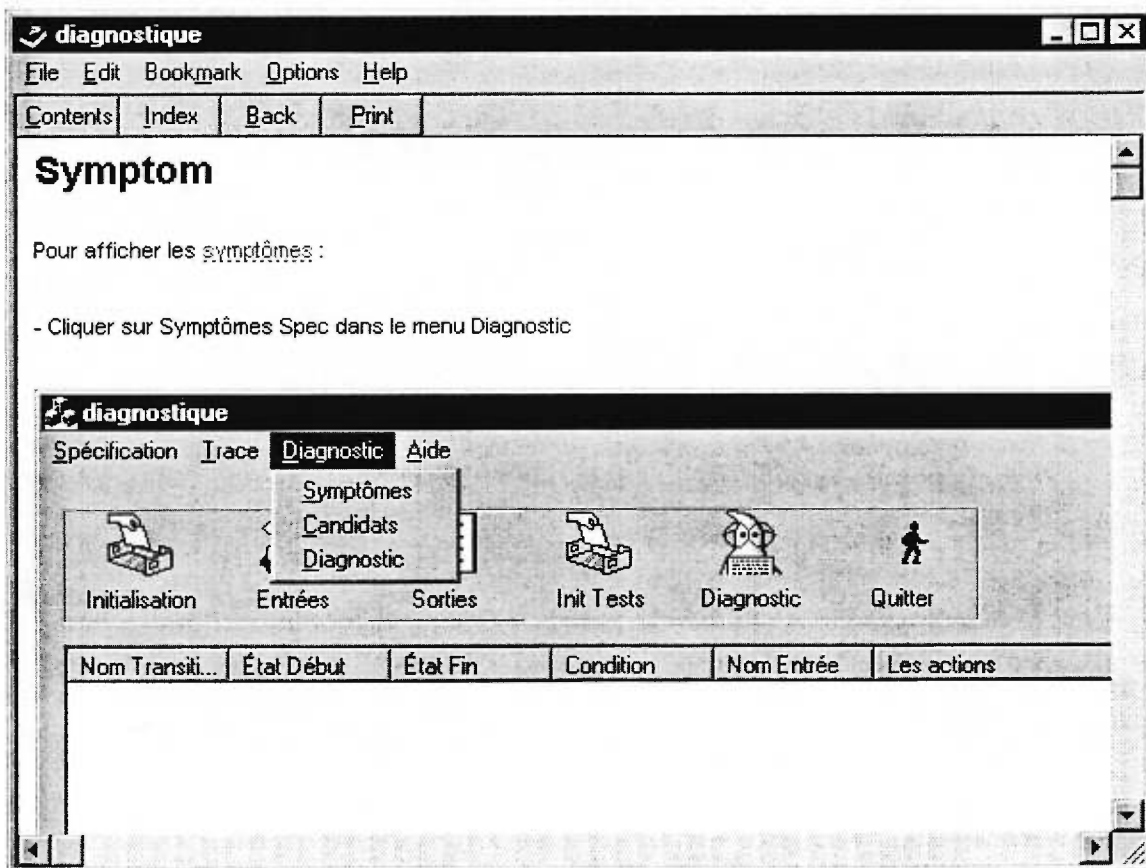 diagnostique
File Edit Bookmark Options Help
Contents Index Back Print
Symptom
Pour afficher les symptômes :
- Cliquer sur Symptômes Spec dans le menu Diagnostic
diagnostique
Spécification Trace Diagnostic Aide
Symptômes
Candidats
Diagnostic
Initialisation Entrées Sorties Init Tests Diagnostic Quitter
Nom Transiti... État Début État Fin Condition Nom Entrée Les actions